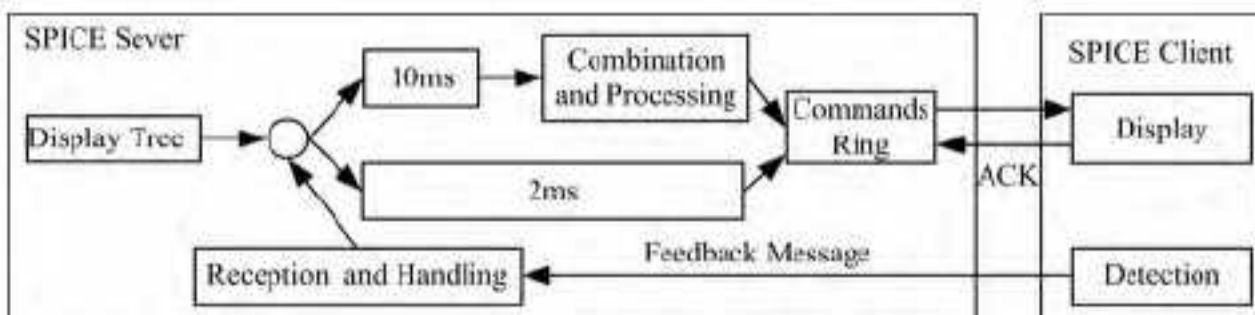 SPICE Sever
SPICE Client
10ms
Combination
and Processing
Commands
Ring
Display Tree
Display
2ms
ACK
Feedback Message
Reception and Handling
Detection